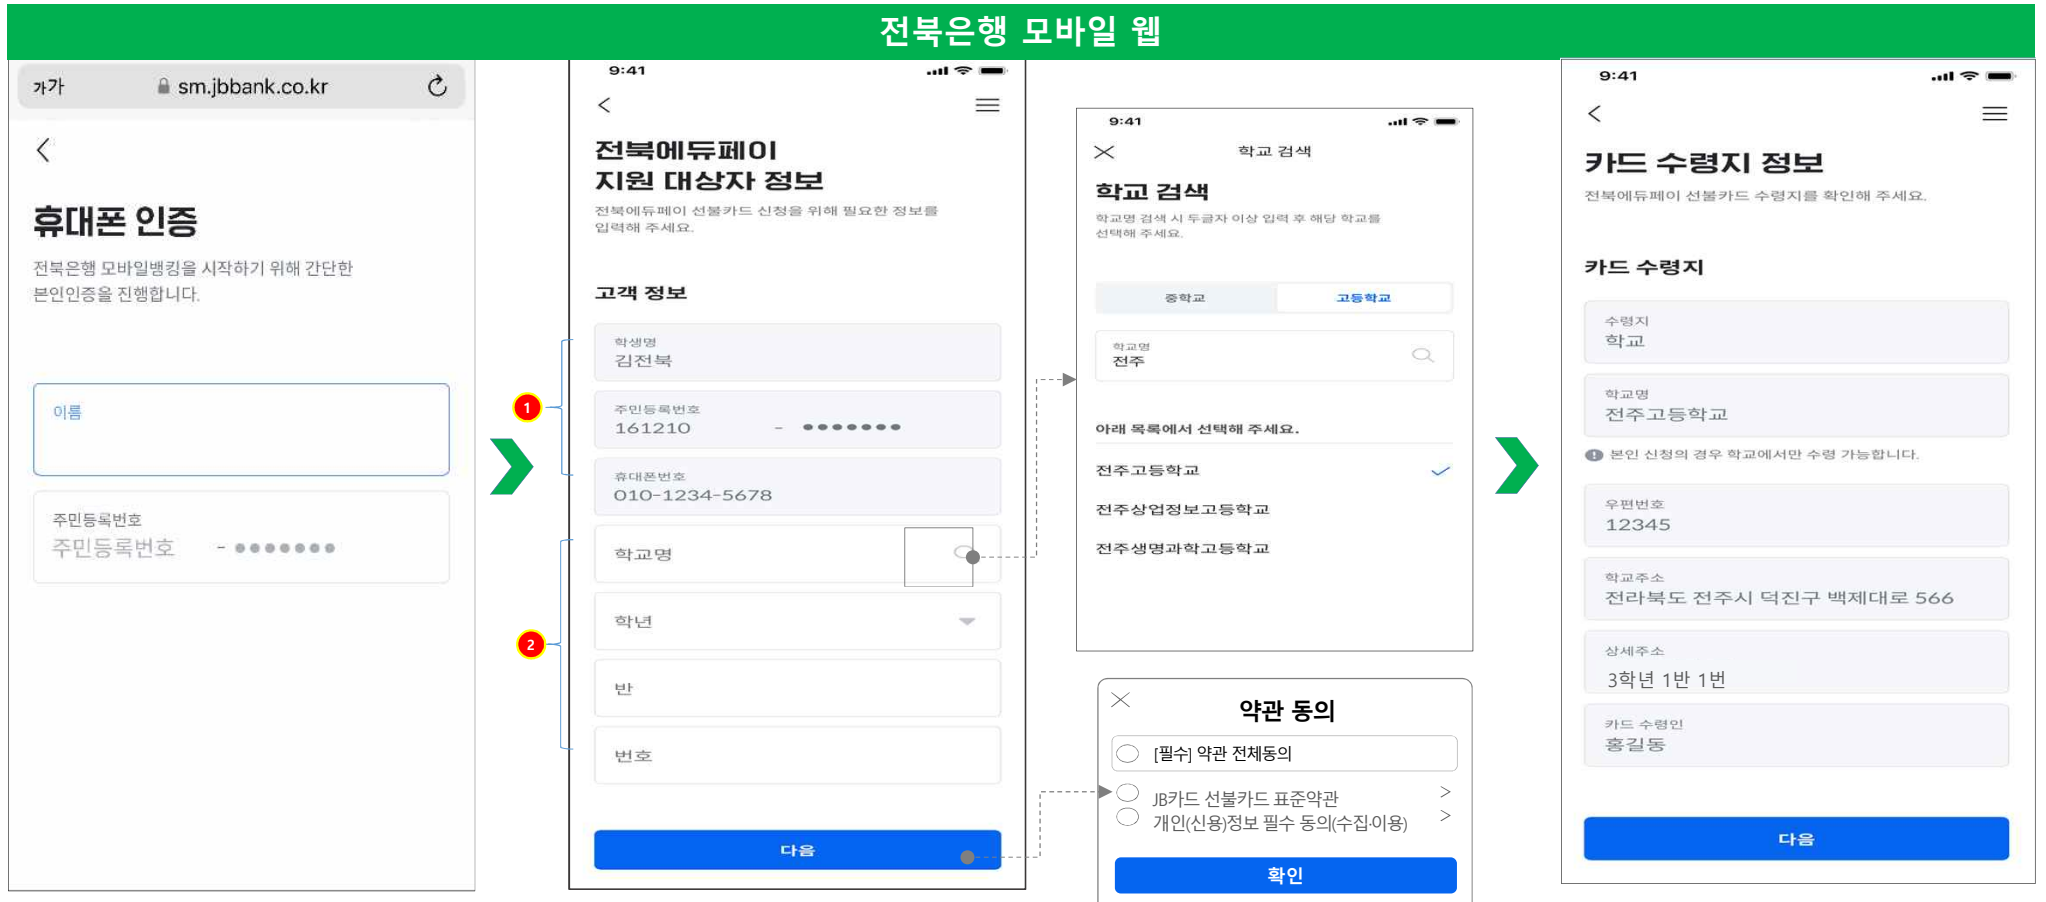 전북은행 모바일 웹
가가 sm.jbbank.co.kr
휴대폰 인증
전북은행 모바일뱅킹을 시작하기 위해 간단한
본인인증을 진행합니다.
이름
주민등록번호
주민등록번호 - ●●●●●●●
1
2
9:41
전북에듀페이
지원 대상자 정보
전북에듀페이 선불카드 신청을 위해 필요한 정보를
입력해 주세요.
고객 정보
학생명
김전북
주민등록번호
161210 - ●●●●●●●
휴대폰번호
010-1234-5678
학교명
학년
반
번호
다음
9:41
학교 검색
학교 검색
학교명 검색 시 두글자 이상 입력 후 해당 학교를
선택해 주세요.
중학교 고등학교
학교명
전주
아래 목록에서 선택해 주세요.
전주고등학교
전주상업정보고등학교
전주생명과학고등학교
약관 동의
[필수] 약관 전체동의
JB카드 선불카드 표준약관 >
개인(신용)정보 필수 동의(수집·이용) >
확인
9:41
카드 수령지 정보
전북에듀페이 선불카드 수령지를 확인해 주세요.
카드 수령지
수령지
학교
학교명
전주고등학교
본인 신청의 경우 학교에서만 수령 가능합니다.
우편번호
12345
학교주소
전라북도 전주시 덕진구 백제대로 566
상세주소
3학년 1반 1번
카드 수령인
홍길동
다음